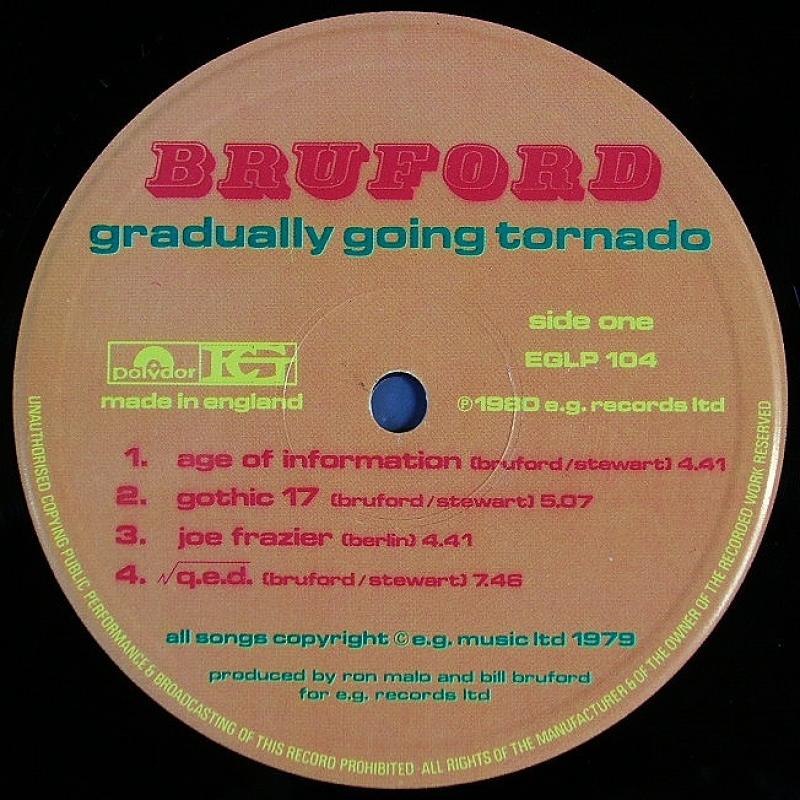 BRUFORD
gradually going tornado
side one
EGLP 104
polydor EG
made in england
℗1980 e.g. records ltd
1. age of information (bruford/stewart) 4.41
2. gothic 17 (bruford/stewart) 5.07
3. joe frazier (berlin) 4.41
4. √q.e.d. (bruford/stewart) 7.46
all songs copyright © e.g. music ltd 1979
produced by ron malo and bill bruford
for e.g. records ltd
UNAUTHORISED COPYING PUBLIC PERFORMANCE & BROADCASTING OF THIS RECORD PROHIBITED · ALL RIGHTS OF THE MANUFACTURER & OF THE OWNER OF THE RECORDED WORK RESERVED